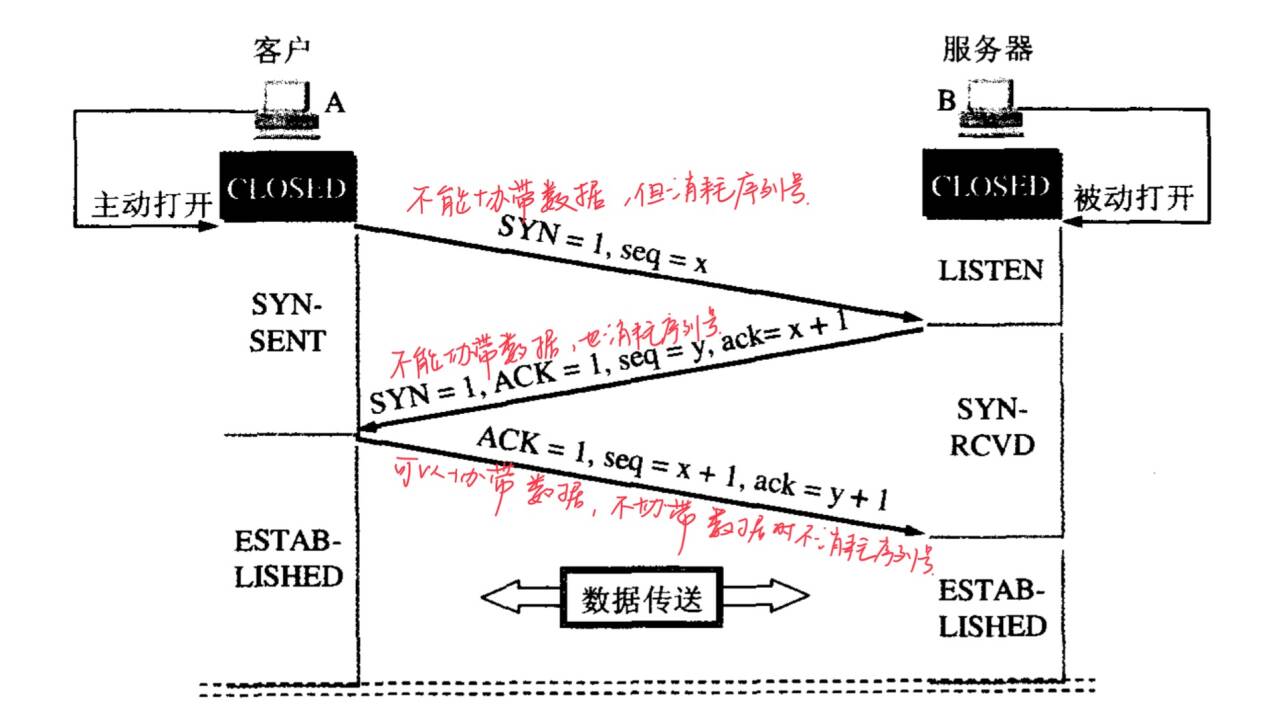 客户
服务器
A
B
CLOSED
CLOSED
主动打开
被动打开
不能协带数据,但消耗序列号.
SYN = 1, seq = x
LISTEN
SYN-
SENT
不能协带数据,也消耗序列号.
SYN = 1, ACK = 1, seq = y, ack= x + 1
SYN-
RCVD
ACK = 1, seq = x + 1, ack = y + 1
可以协带数据,不协带数据时不消耗序列号.
ESTAB-
LISHED
数据传送
ESTAB-
LISHED